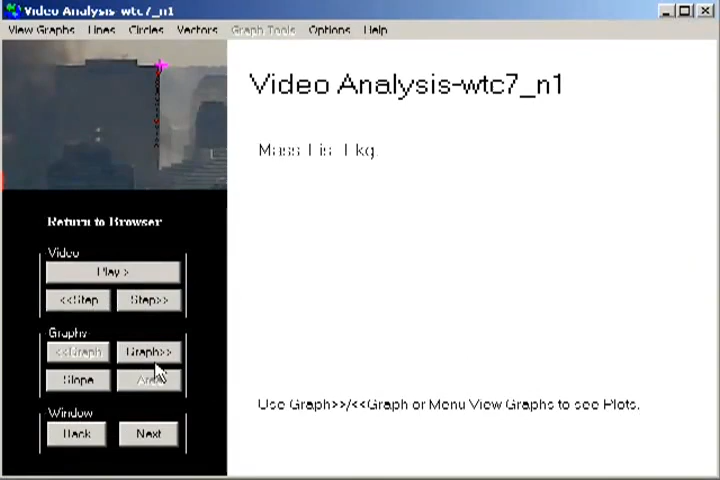 Video Analysis-wtc7_n1
View Graphs Lines Circles Vectors Graph Tools Options Help
Video Analysis-wtc7_n1
Mass 1 is 1 kg.
Return to Browser
Video
Play>
<<Step Step>>
Graphs
<<Graph Graph>>
Slope
Window
Back Next
Use Graph>>/<<Graph or Menu View Graphs to see Plots.